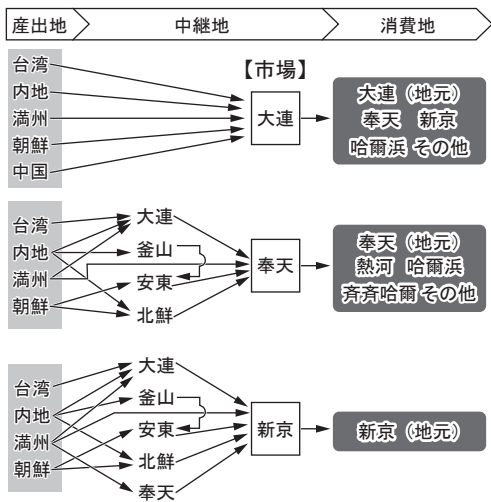 産出地 中継地 消費地
台湾
内地
満州
朝鮮
中国
【市場】
大連
大連（地元）
奉天 新京
哈爾浜 その他
台湾
内地
満州
朝鮮
大連
釜山
安東
北鮮
奉天
奉天（地元）
熱河 哈爾浜
斉斉哈爾 その他
台湾
内地
満州
朝鮮
大連
釜山
安東
北鮮
奉天
新京
新京（地元）